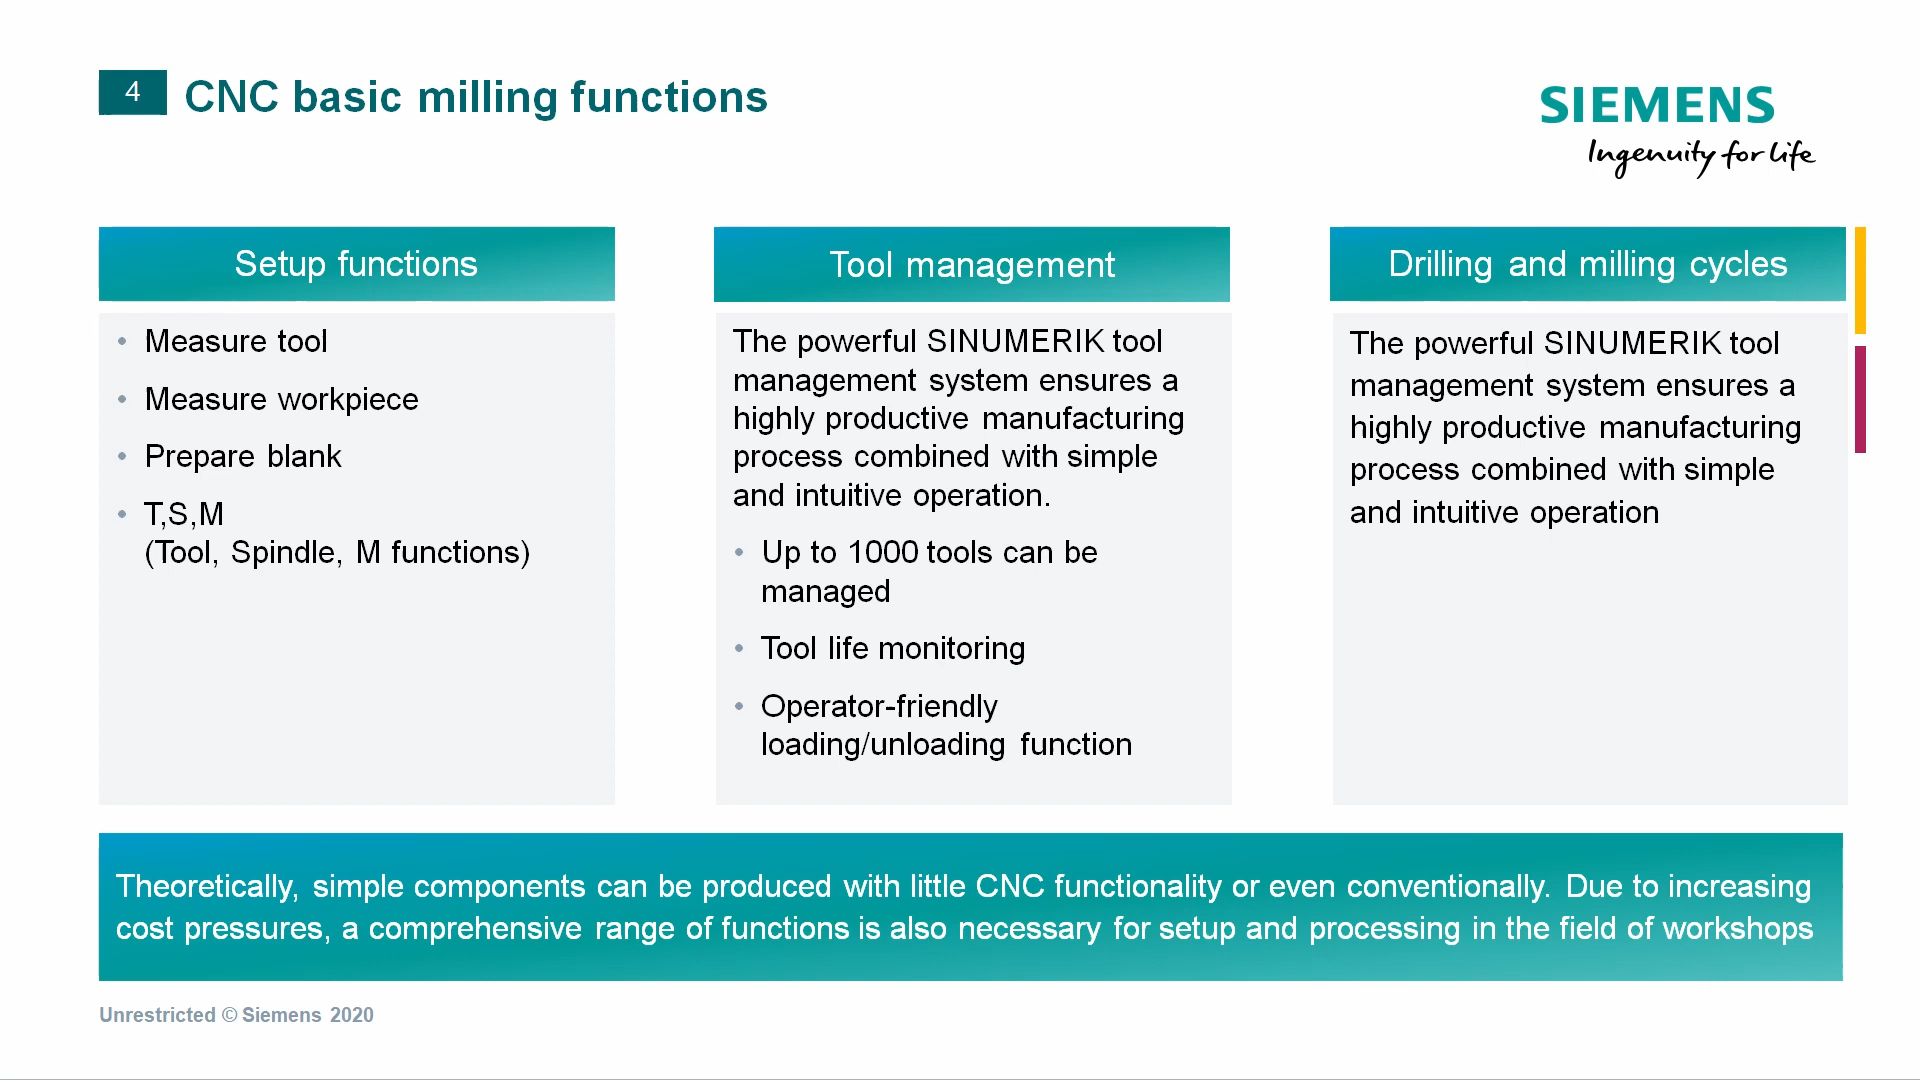 4
CNC basic milling functions
SIEMENS
Ingenuity for life
Setup functions
• Measure tool
• Measure workpiece
• Prepare blank
• T,S,M
(Tool, Spindle, M functions)
Tool management
The powerful SINUMERIK tool
management system ensures a
highly productive manufacturing
process combined with simple
and intuitive operation.
• Up to 1000 tools can be
managed
• Tool life monitoring
• Operator-friendly
loading/unloading function
Drilling and milling cycles
The powerful SINUMERIK tool
management system ensures a
highly productive manufacturing
process combined with simple
and intuitive operation
Theoretically, simple components can be produced with little CNC functionality or even conventionally. Due to increasing
cost pressures, a comprehensive range of functions is also necessary for setup and processing in the field of workshops
Unrestricted © Siemens 2020